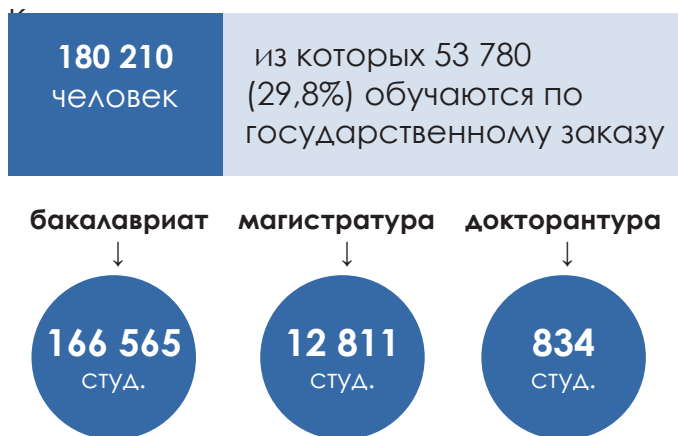 180 210
человек
из которых 53 780
(29,8%) обучаются по
государственному заказу
бакалавриат магистратура докторантура
↓ ↓ ↓
166 565 12 811 834
студ. студ. студ.